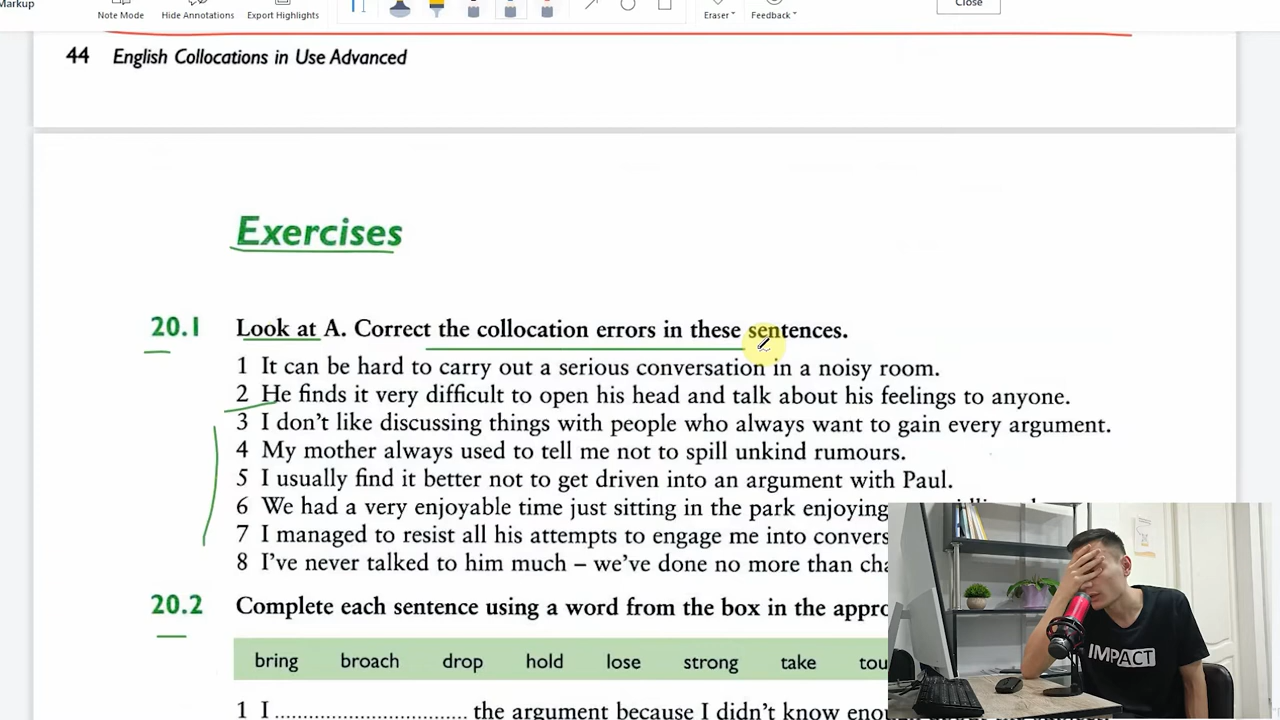 Markup
Note Mode
Hide Annotations
Export Highlights
Eraser
Feedback
Close
44 English Collocations in Use Advanced
Exercises
20.1 Look at A. Correct the collocation errors in these sentences.
1 It can be hard to carry out a serious conversation in a noisy room.
2 He finds it very difficult to open his head and talk about his feelings to anyone.
3 I don't like discussing things with people who always want to gain every argument.
4 My mother always used to tell me not to spill unkind rumours.
5 I usually find it better not to get driven into an argument with Paul.
6 We had a very enjoyable time just sitting in the park enjoying
7 I managed to resist all his attempts to engage me into convers
8 I've never talked to him much – we've done no more than cha
20.2 Complete each sentence using a word from the box in the appro
bring broach drop hold lose strong take tou
1 I .................................. the argument because I didn't know enou
IMPACT